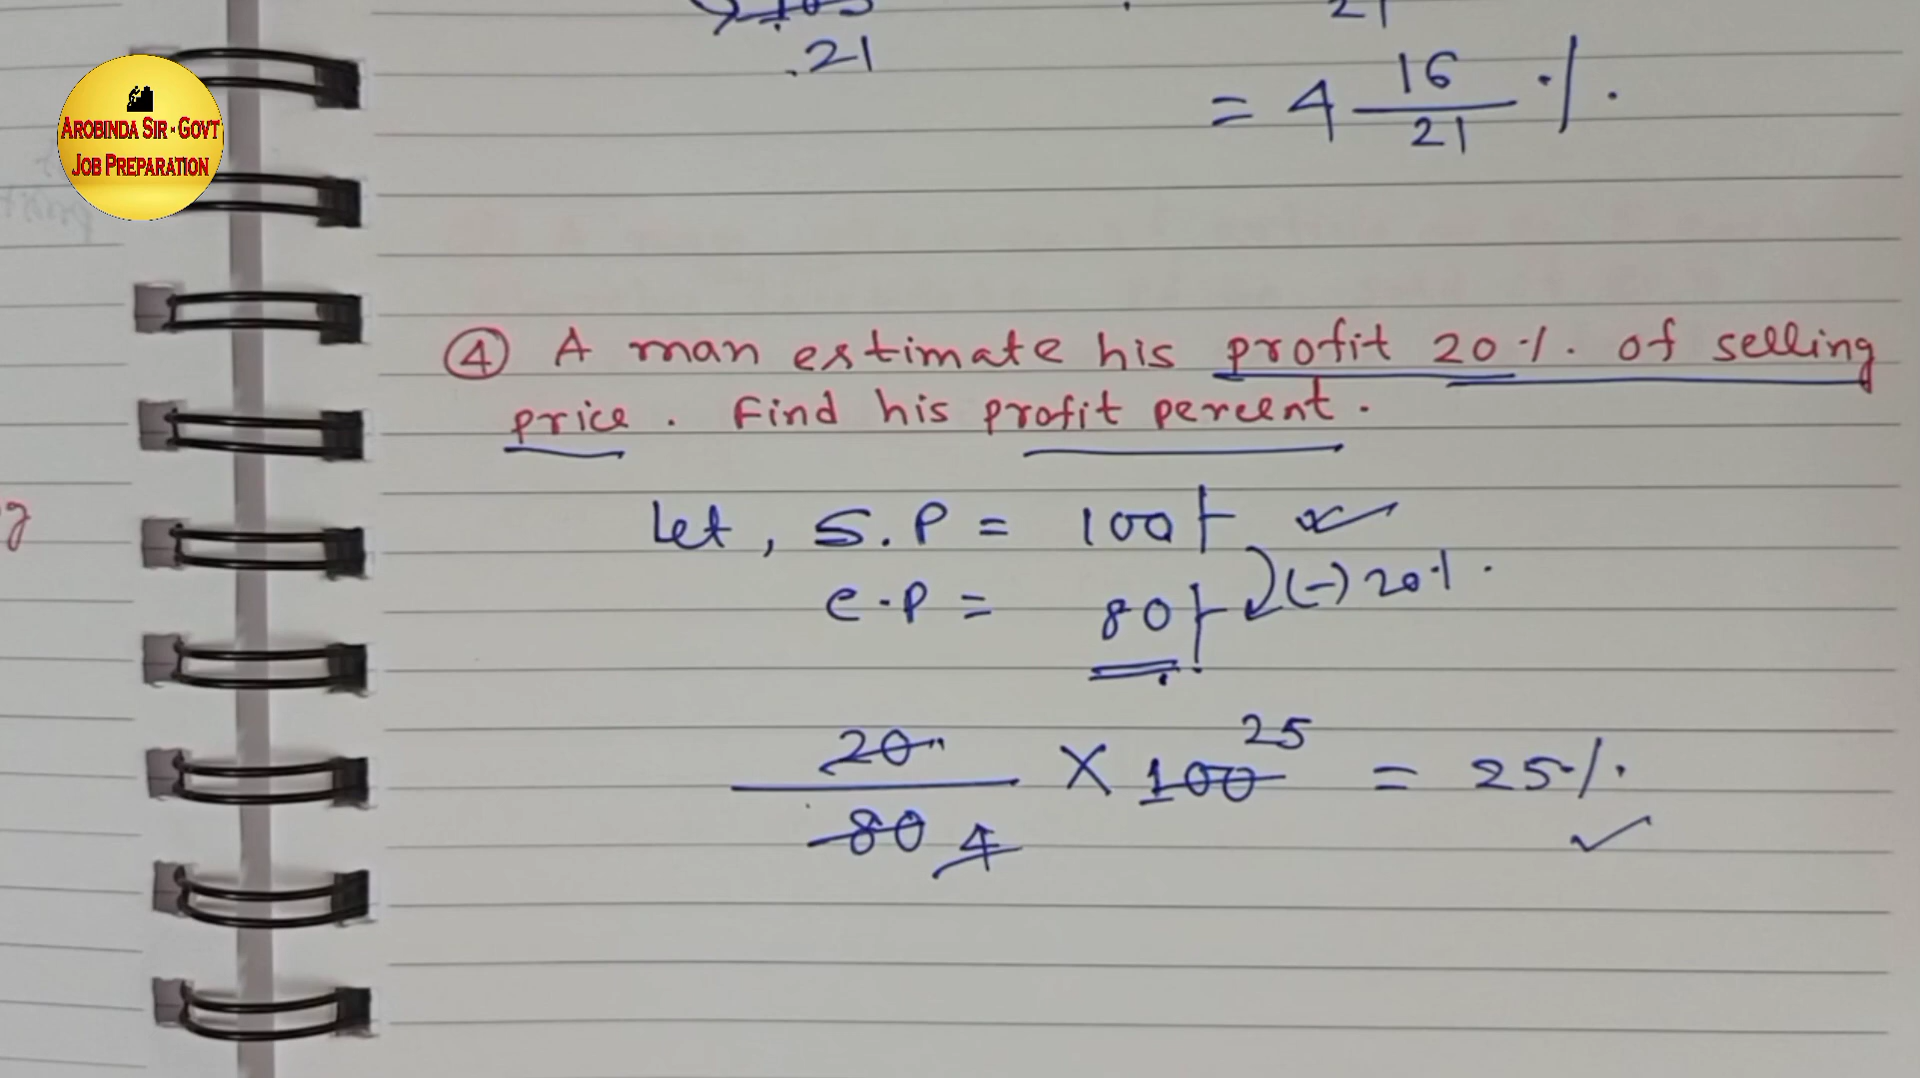 AROBINDA SIR - GOVT
JOB PREPARATION
21
.21
= 4 16/21 %.
④ A man estimate his profit 20%. of selling
price. Find his profit percent.
Let, S.P = 100/-
(-) 20%.
C.P = 80/-
20/80 4 × 100 25 = 25%.